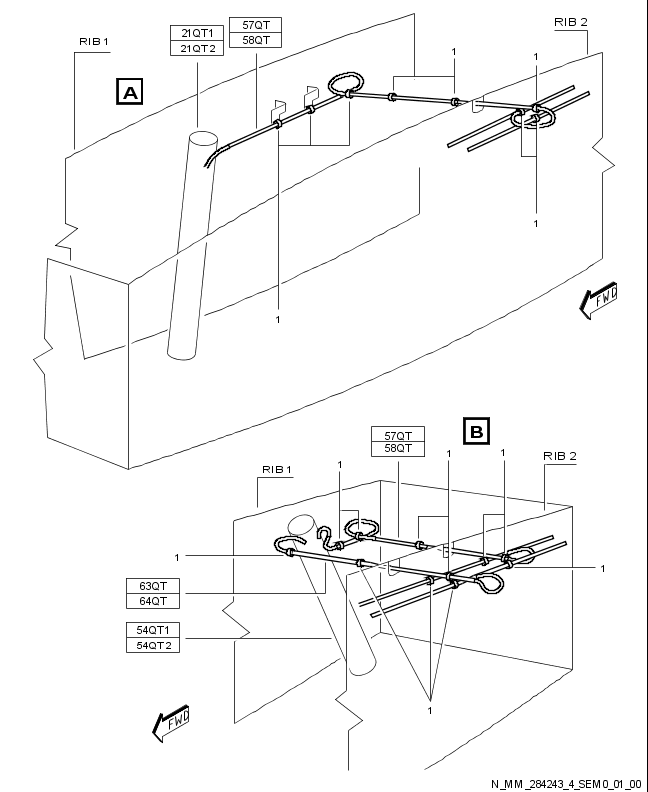 RIB 1
21QT1
21QT2
57QT
58QT
RIB 2
A
1
1
1
1
FWD
B
57QT
58QT
RIB 1
RIB 2
1
1
1
1
1
63QT
64QT
54QT1
54QT2
1
FWD
N_MM_284243_4_SEM0_01_00